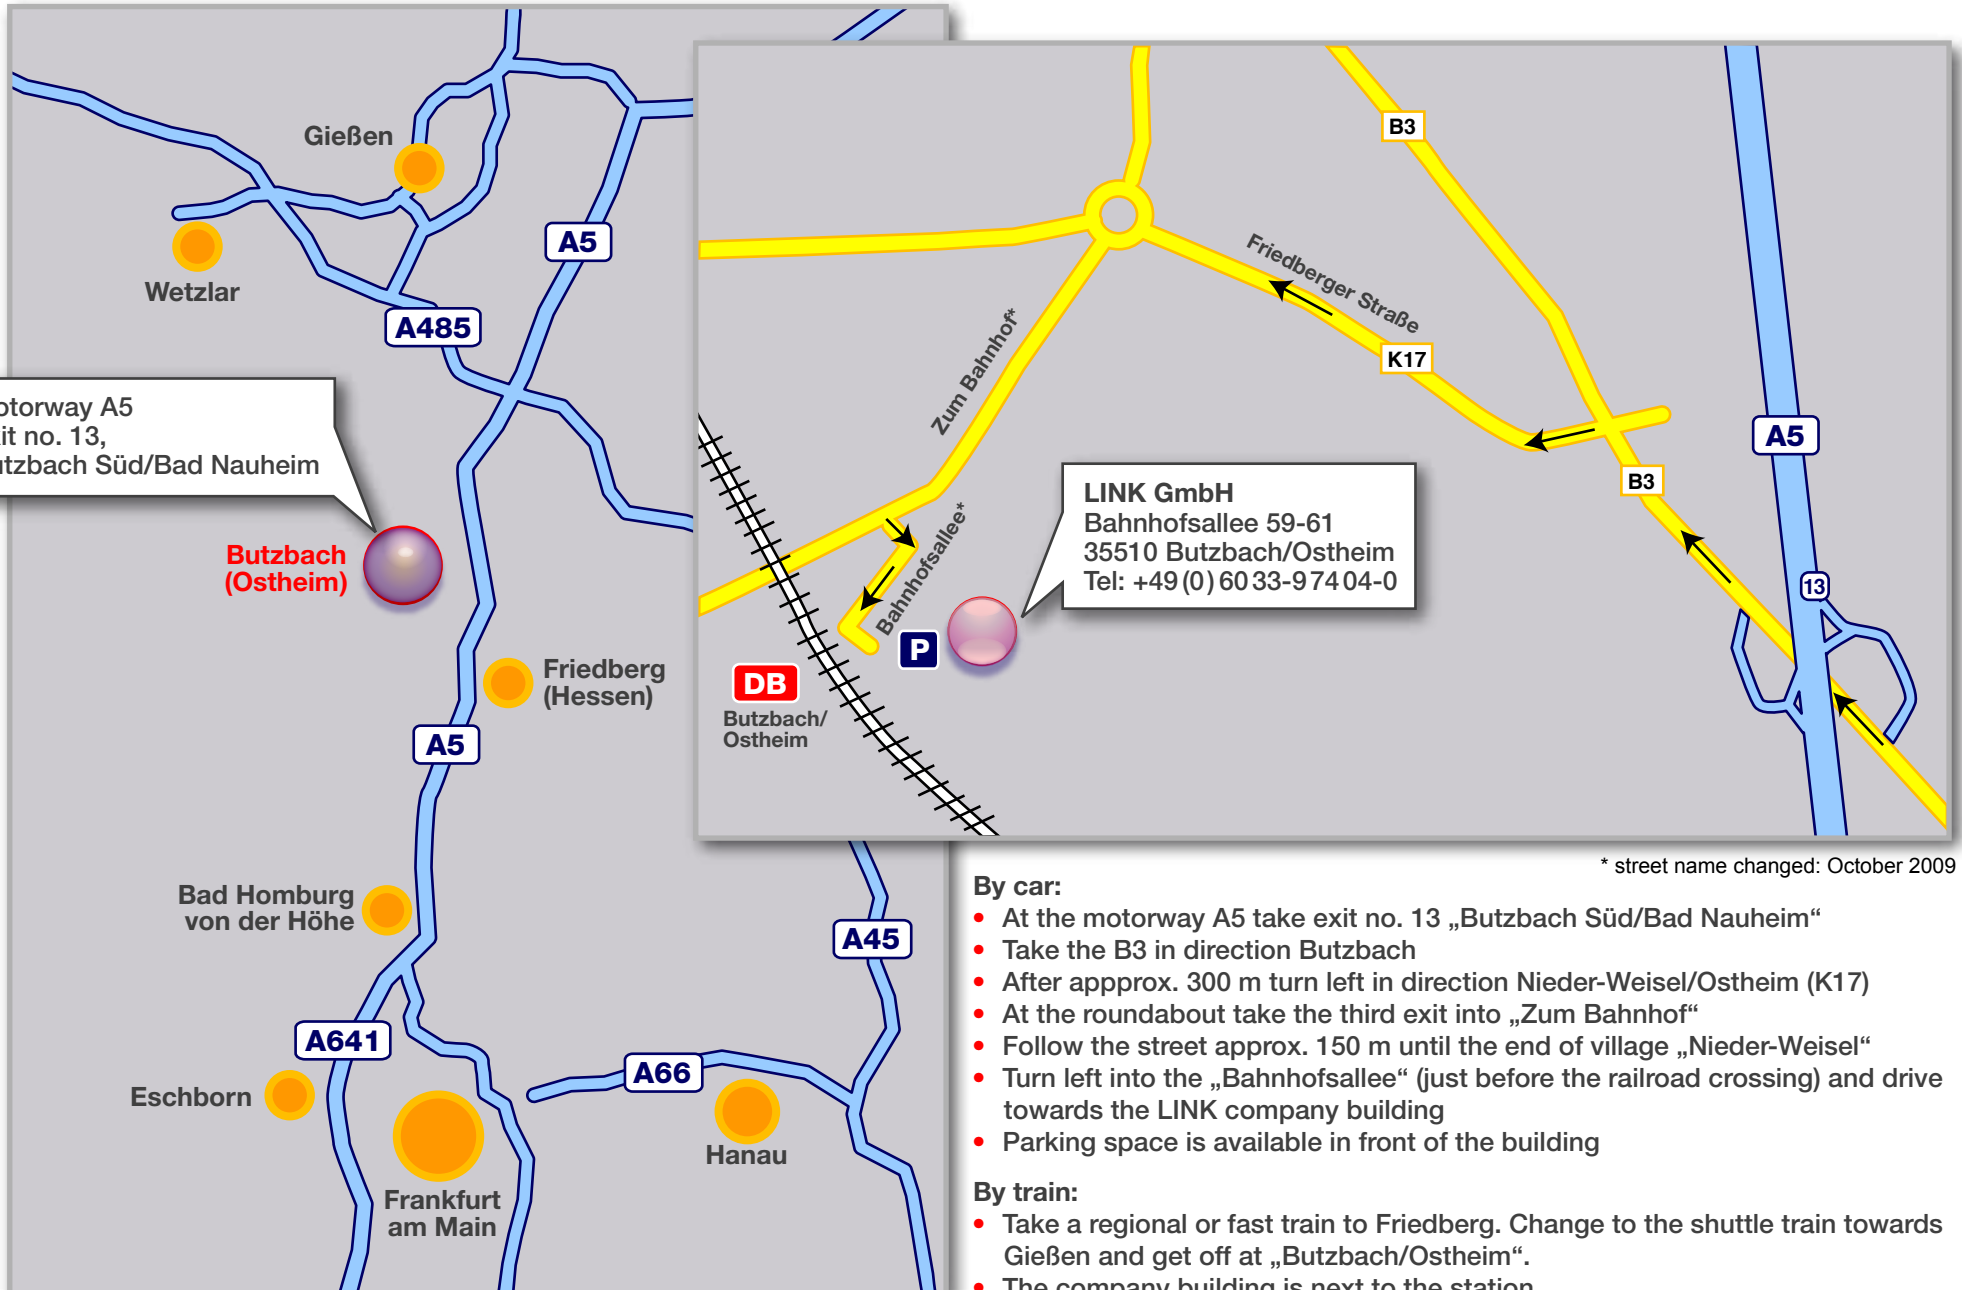 Gießen
Wetzlar
A5
A485
otorway A5
it no. 13,
utzbach Süd/Bad Nauheim
Butzbach
(Ostheim)
Friedberg
(Hessen)
A5
Bad Homburg
von der Höhe
A641
Eschborn
Frankfurt
am Main
A66
Hanau
A45
B3
Friedberger Straße
K17
Zum Bahnhof*
A5
B3
13
LINK GmbH
Bahnhofsallee 59-61
35510 Butzbach/Ostheim
Tel: +49 (0) 60 33-9 74 04-0
Bahnhofsallee*
P
DB
Butzbach/
Ostheim
* street name changed: October 2009
By car:
• At the motorway A5 take exit no. 13 „Butzbach Süd/Bad Nauheim“
• Take the B3 in direction Butzbach
• After appprox. 300 m turn left in direction Nieder-Weisel/Ostheim (K17)
• At the roundabout take the third exit into „Zum Bahnhof“
• Follow the street approx. 150 m until the end of village „Nieder-Weisel“
• Turn left into the „Bahnhofsallee“ (just before the railroad crossing) and drive
towards the LINK company building
• Parking space is available in front of the building
By train:
• Take a regional or fast train to Friedberg. Change to the shuttle train towards
Gießen and get off at „Butzbach/Ostheim“.
• The company building is next to the station